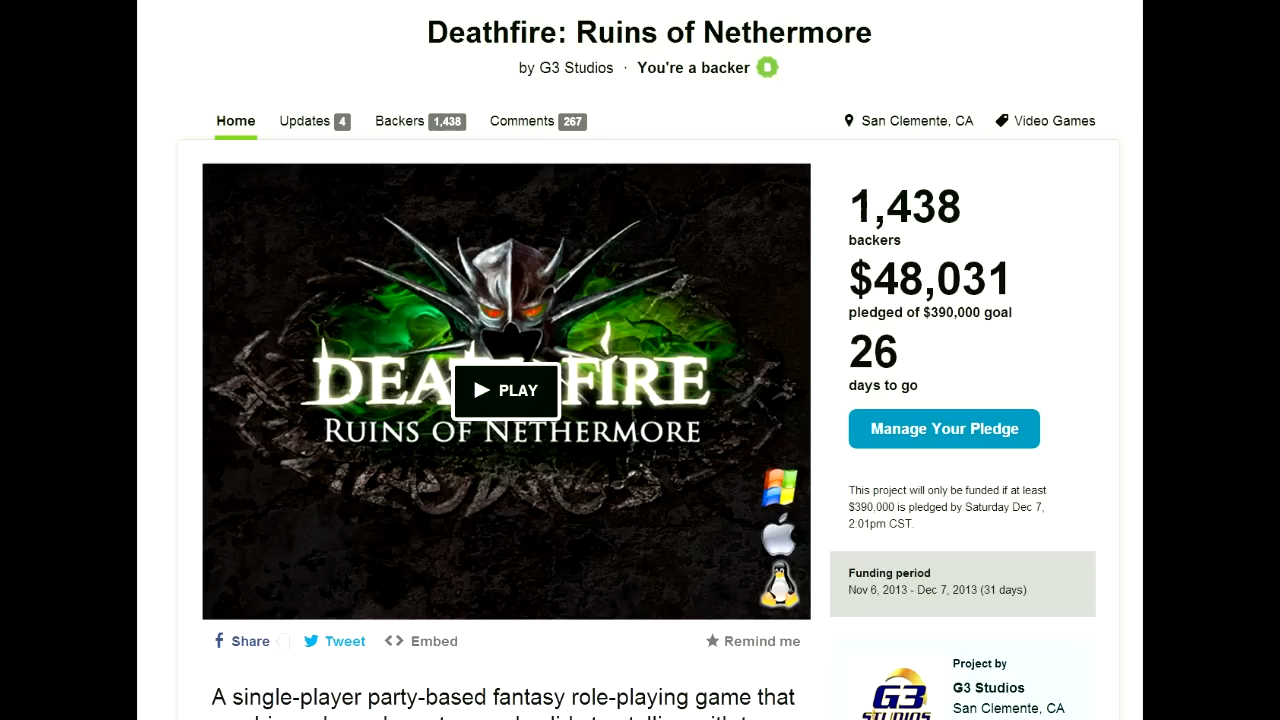 Deathfire: Ruins of Nethermore
by G3 Studios · You're a backer
Home Updates 4 Backers 1,438 Comments 267 San Clemente, CA Video Games
DEATHFIRE
RUINS OF NETHERMORE
PLAY
1,438
backers
$48,031
pledged of $390,000 goal
26
days to go
Manage Your Pledge
This project will only be funded if at least
$390,000 is pledged by Saturday Dec 7,
2:01pm CST.
Funding period
Nov 6, 2013 - Dec 7, 2013 (31 days)
Share Tweet Embed Remind me
A single-player party-based fantasy role-playing game that
Project by
G3 Studios
San Clemente, CA
G3
STUDIOS